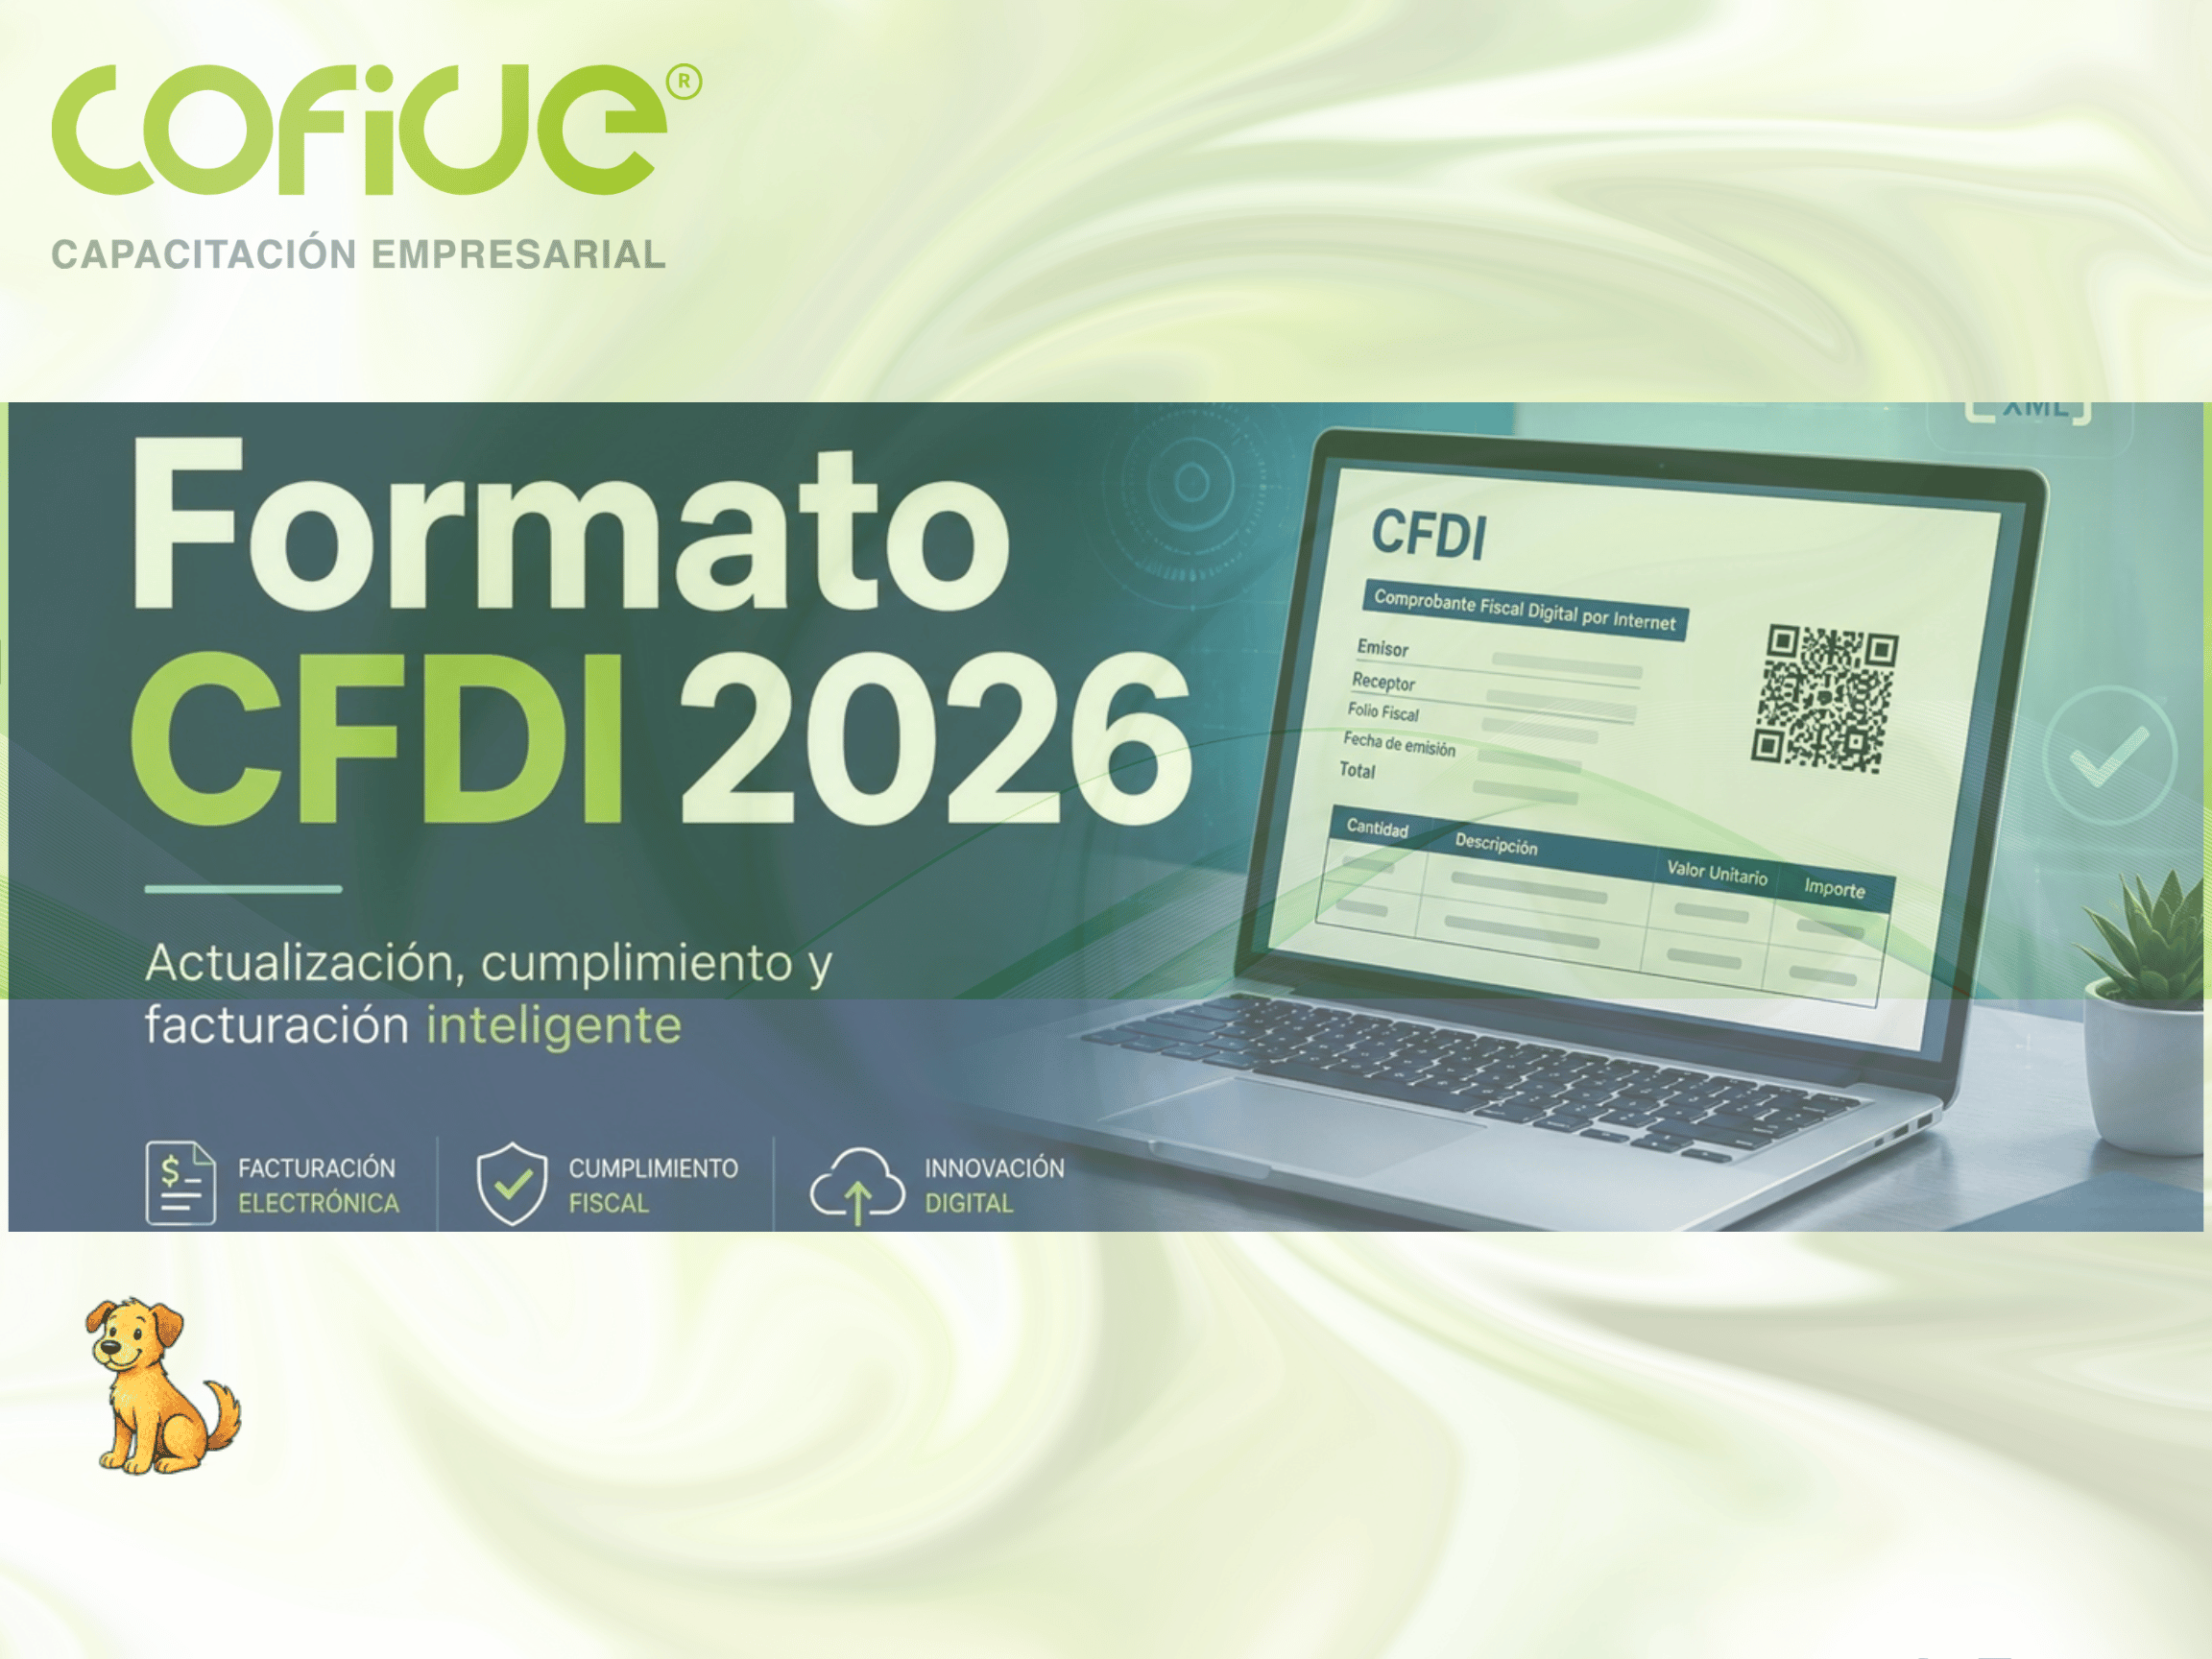 cofide®
CAPACITACIÓN EMPRESARIAL
XML
Formato
CFDI 2026
Actualización, cumplimiento y
facturación inteligente
FACTURACIÓN
ELECTRÓNICA
CUMPLIMIENTO
FISCAL
INNOVACIÓN
DIGITAL
CFDI
Comprobante Fiscal Digital por Internet
Emisor
Receptor
Folio Fiscal
Fecha de emisión
Total
Cantidad Descripción Valor Unitario Importe